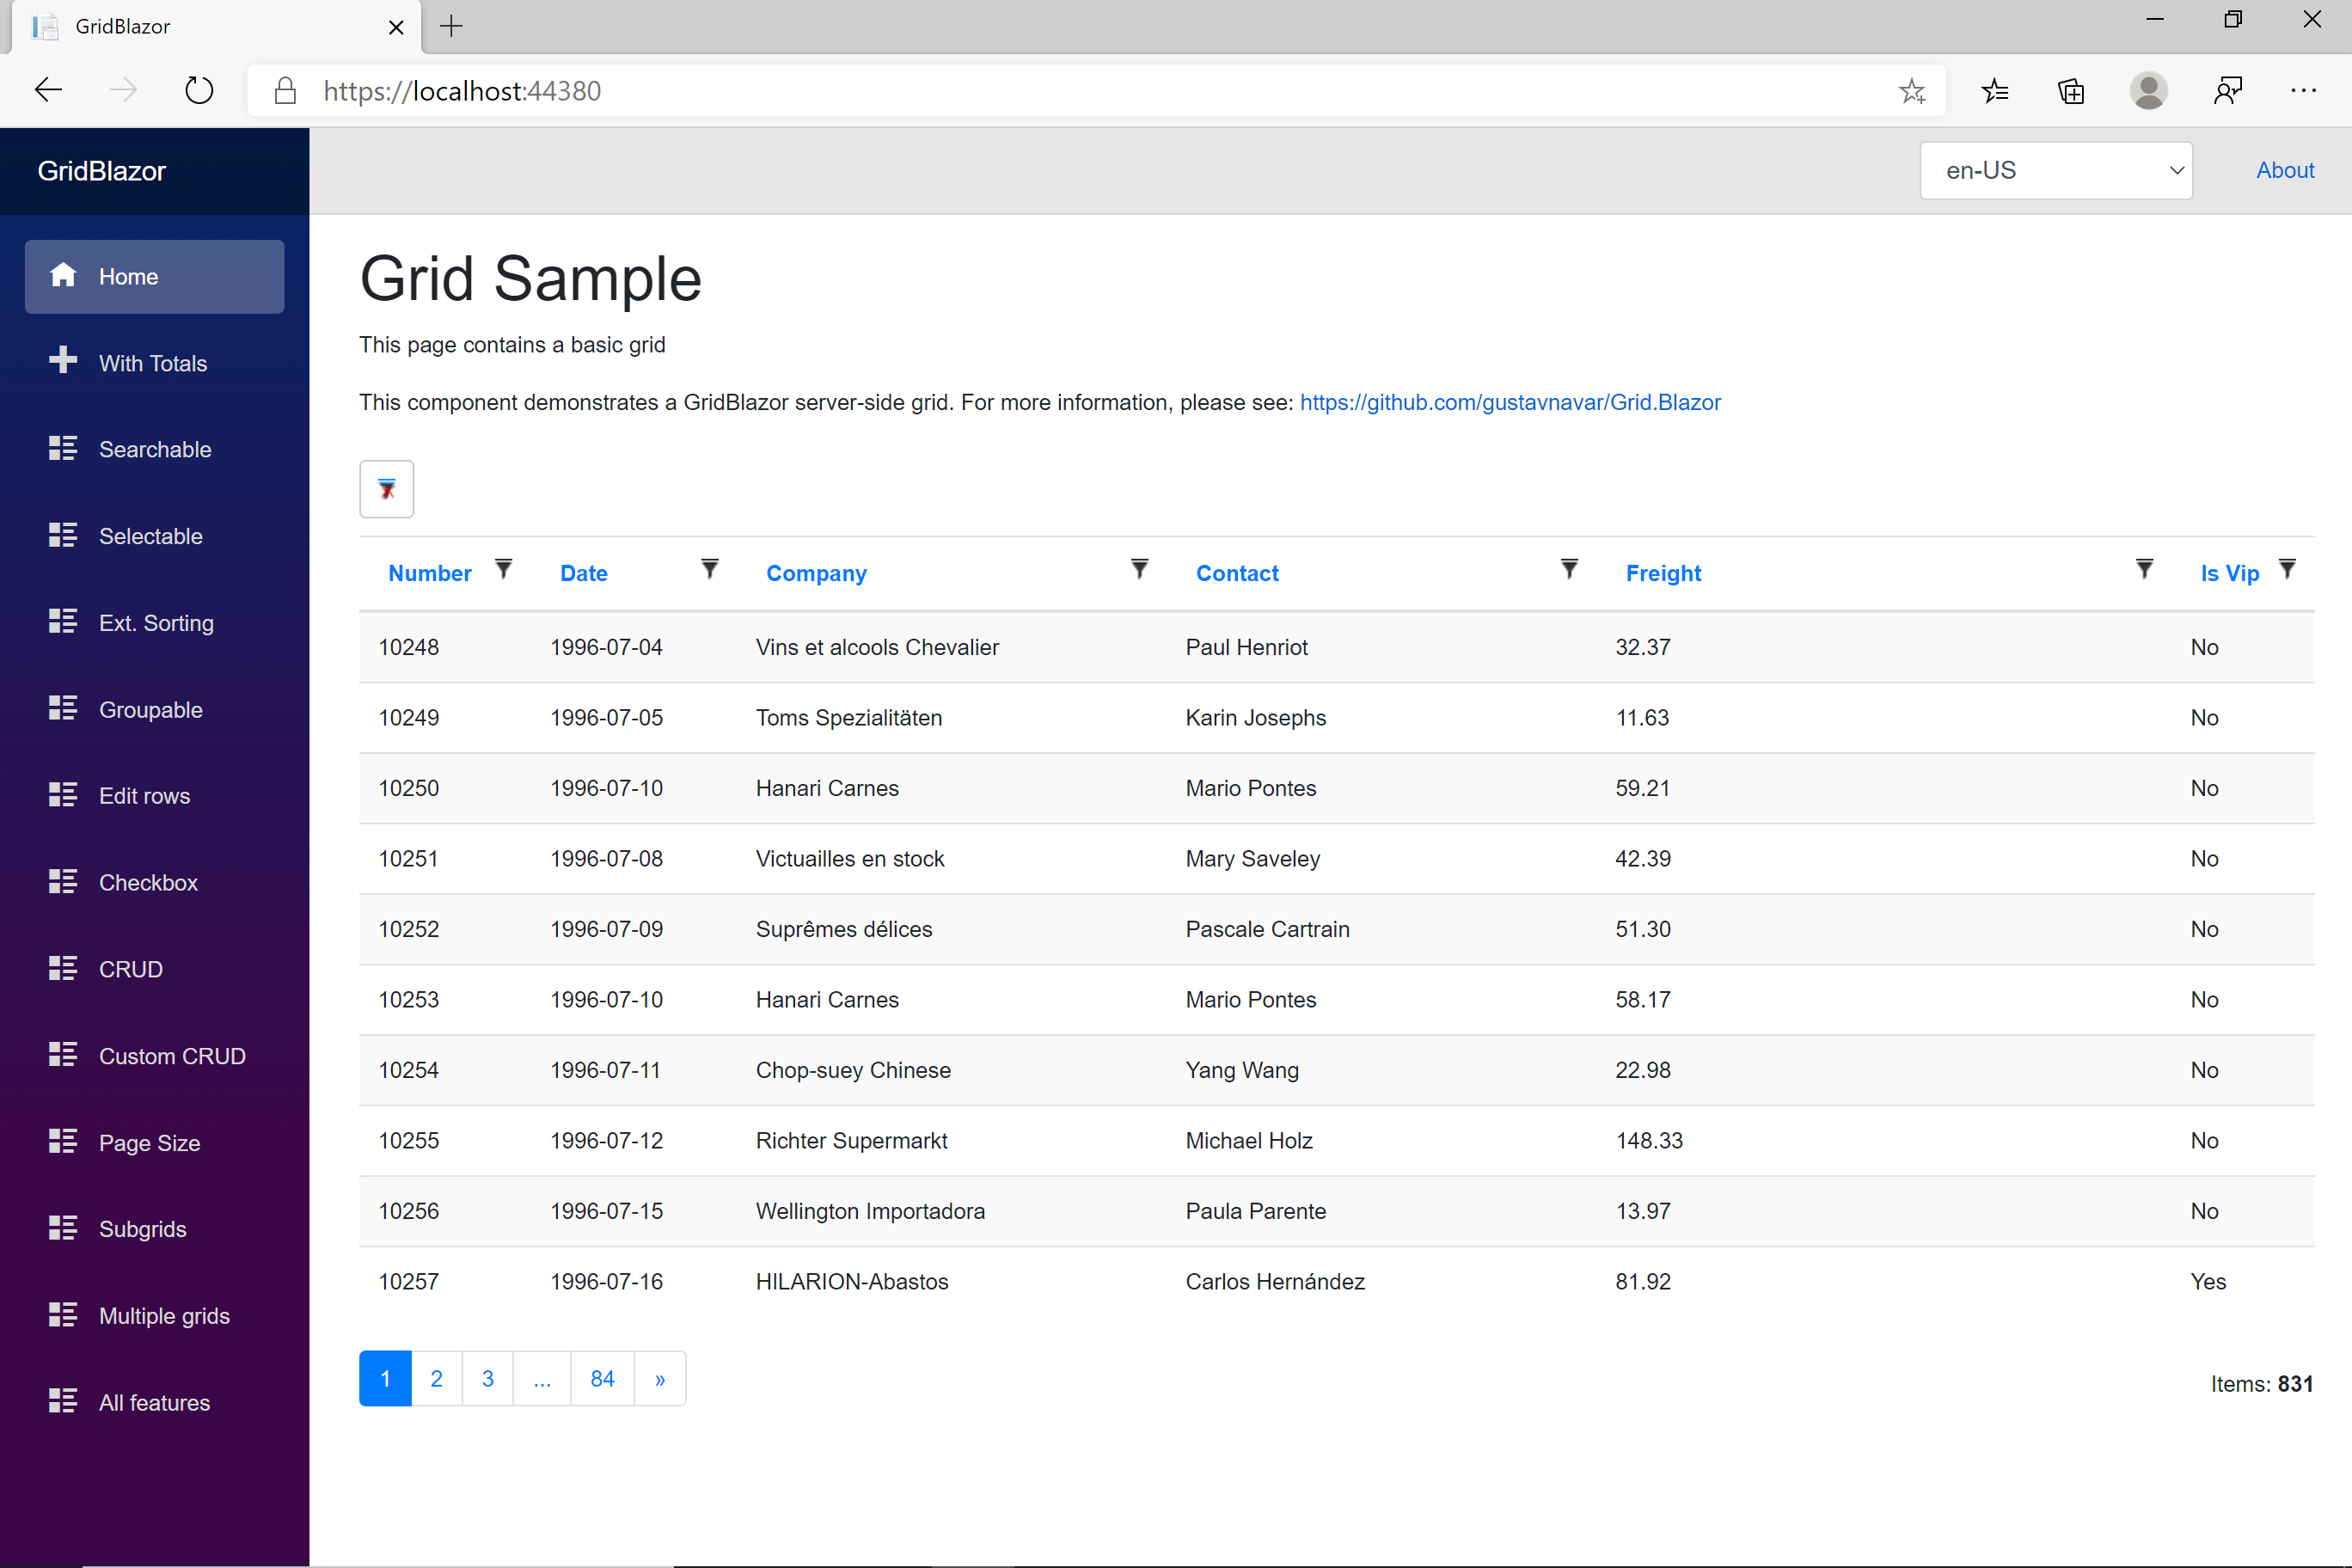 GridBlazor
https://localhost:44380
GridBlazor
en-US
About
Home
With Totals
Searchable
Selectable
Ext. Sorting
Groupable
Edit rows
Checkbox
CRUD
Custom CRUD
Page Size
Subgrids
Multiple grids
All features
Grid Sample
This page contains a basic grid
This component demonstrates a GridBlazor server-side grid. For more information, please see: https://github.com/gustavnavar/Grid.Blazor
Number Date Company Contact Freight Is Vip
10248 1996-07-04 Vins et alcools Chevalier Paul Henriot 32.37 No
10249 1996-07-05 Toms Spezialitäten Karin Josephs 11.63 No
10250 1996-07-10 Hanari Carnes Mario Pontes 59.21 No
10251 1996-07-08 Victuailles en stock Mary Saveley 42.39 No
10252 1996-07-09 Suprêmes délices Pascale Cartrain 51.30 No
10253 1996-07-10 Hanari Carnes Mario Pontes 58.17 No
10254 1996-07-11 Chop-suey Chinese Yang Wang 22.98 No
10255 1996-07-12 Richter Supermarkt Michael Holz 148.33 No
10256 1996-07-15 Wellington Importadora Paula Parente 13.97 No
10257 1996-07-16 HILARION-Abastos Carlos Hernández 81.92 Yes
1 2 3 ... 84 »
Items: 831